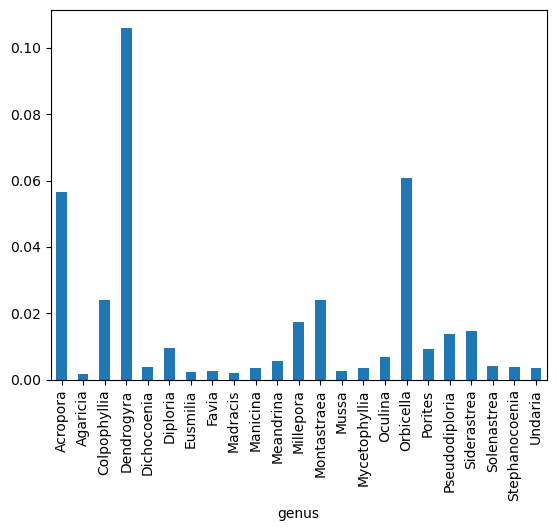 0.10
0.08
0.06
0.04
0.02
0.00
Acropora
Agaricia
Colpophyllia
Dendrogyra
Dichocoenia
Diploria
Eusmilia
Favia
Madracis
Manicina
Meandrina
Millepora
Montastraea
Mussa
Mycetophyllia
Oculina
Orbicella
Porites
Pseudodiploria
Siderastrea
Solenastrea
Stephanocoenia
Undaria
genus